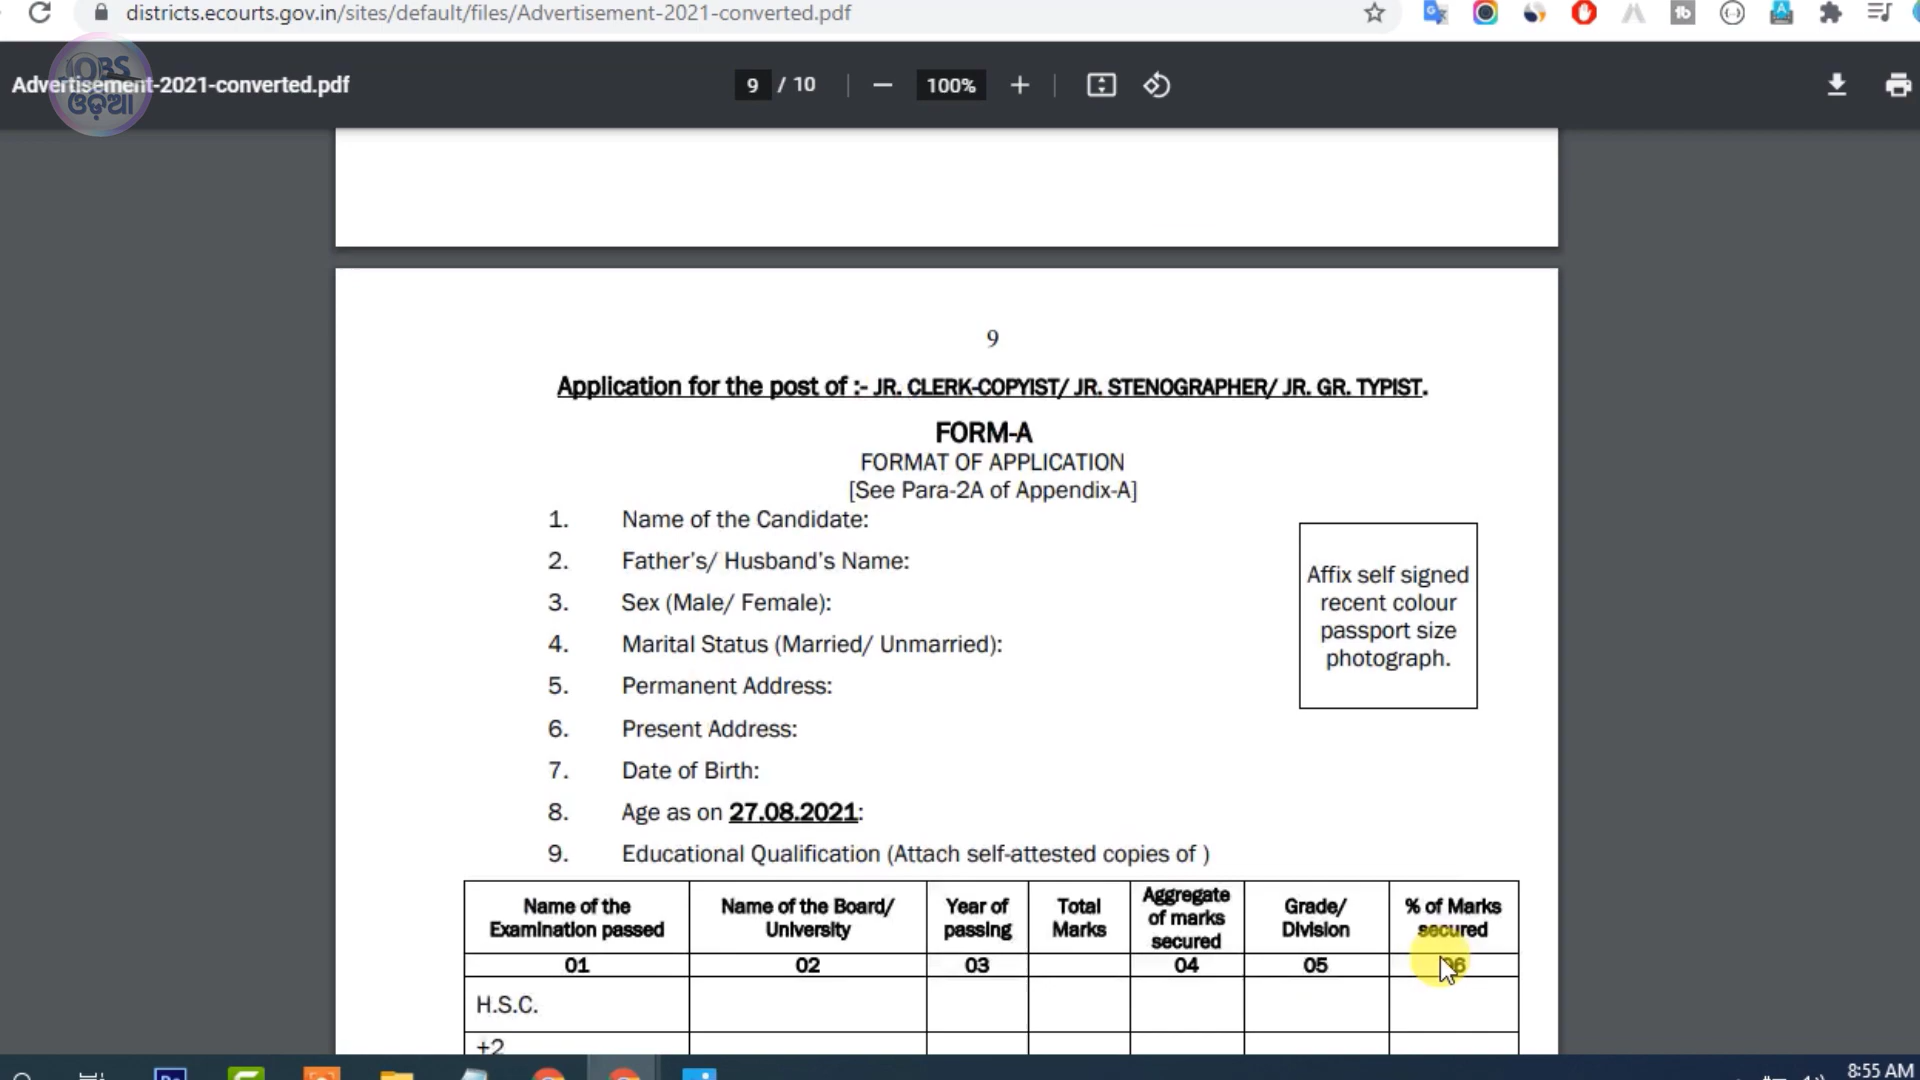 districts.ecourts.gov.in/sites/default/files/Advertisement-2021-converted.pdf
JOBS
ଓଡ଼ିଆ
Advertisement-2021-converted.pdf
9 / 10
100%
9
Application for the post of :- JR. CLERK-COPYIST/ JR. STENOGRAPHER/ JR. GR. TYPIST.
FORM-A
FORMAT OF APPLICATION
[See Para-2A of Appendix-A]
1. Name of the Candidate:
2. Father's/ Husband's Name:
3. Sex (Male/ Female):
4. Marital Status (Married/ Unmarried):
5. Permanent Address:
6. Present Address:
7. Date of Birth:
8. Age as on 27.08.2021:
9. Educational Qualification (Attach self-attested copies of )
Affix self signed
recent colour
passport size
photograph.
Name of the
Examination passed
Name of the Board/
University
Year of
passing
Total
Marks
Aggregate
of marks
secured
Grade/
Division
% of Marks
secured
01 02 03 04 05 06
H.S.C.
+2
8:55 AM